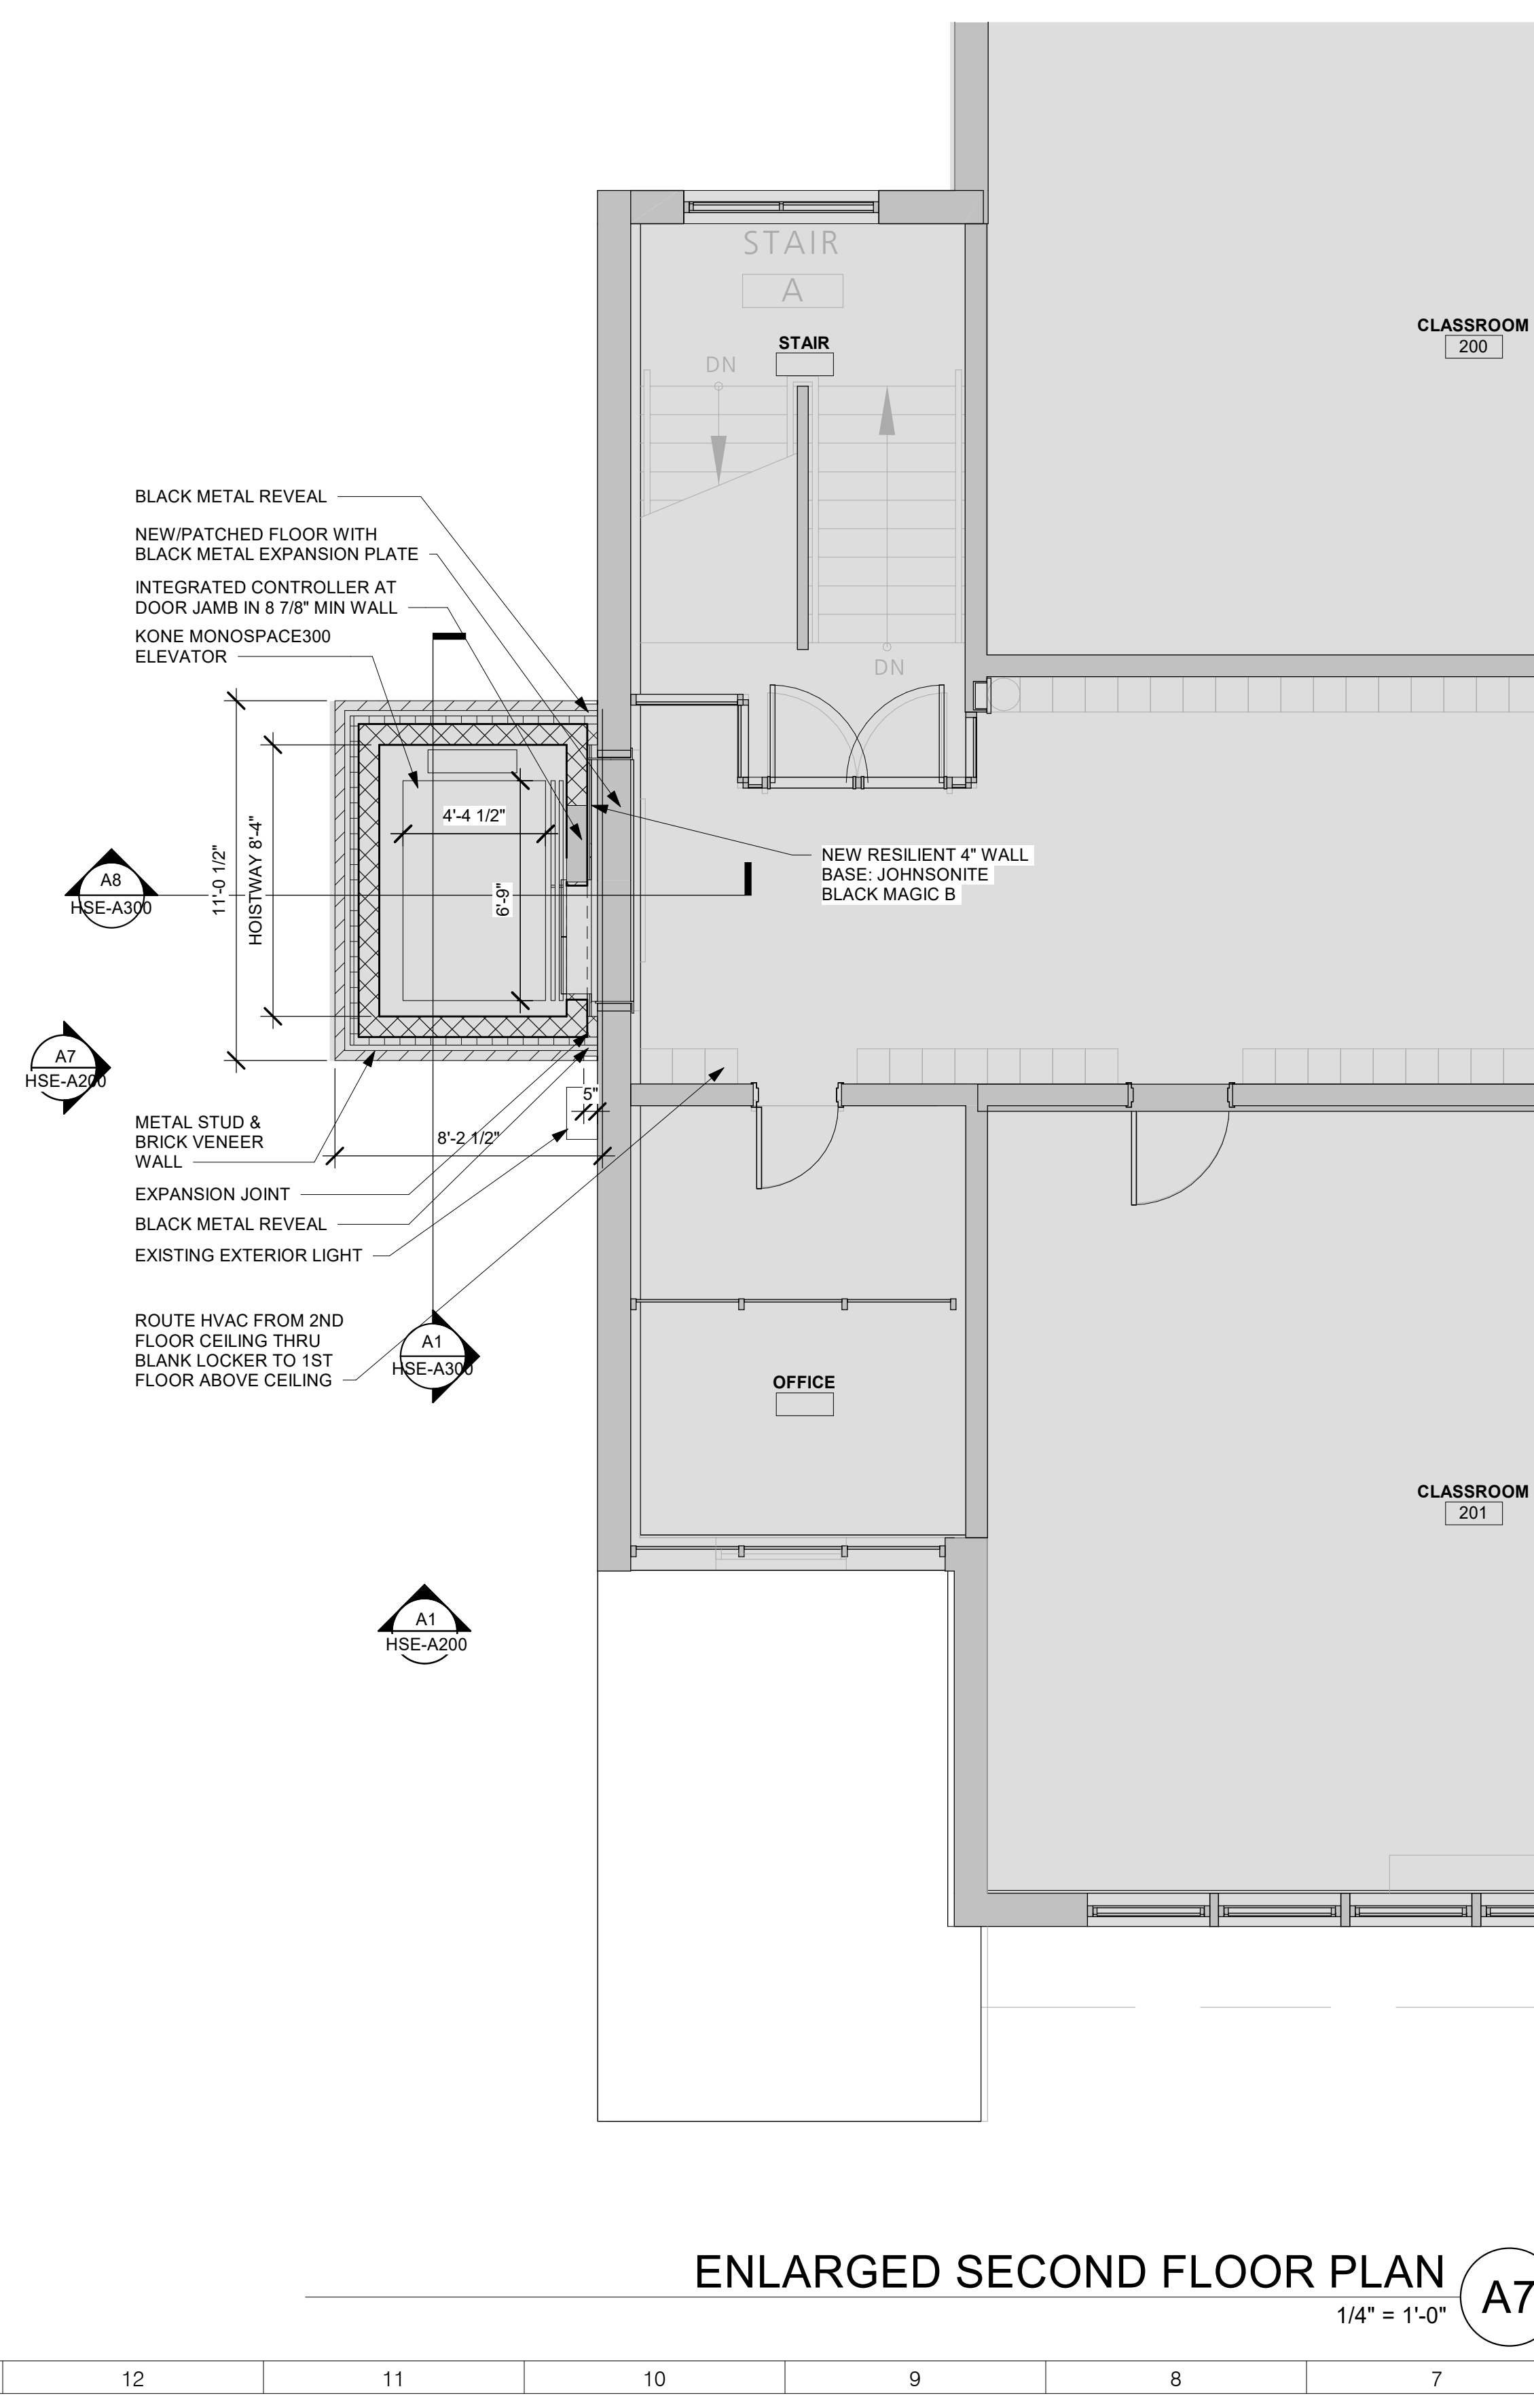 STAIR
A
STAIR
DN
DN
CLASSROOM
200
BLACK METAL REVEAL
NEW/PATCHED FLOOR WITH
BLACK METAL EXPANSION PLATE
INTEGRATED CONTROLLER AT
DOOR JAMB IN 8 7/8" MIN WALL
KONE MONOSPACE300
ELEVATOR
4'-4 1/2"
6'-9"
HOISTWAY 8'-4"
11'-0 1/2"
NEW RESILIENT 4" WALL
BASE: JOHNSONITE
BLACK MAGIC B
A8
HSE-A300
A7
HSE-A200
5"
8'-2 1/2"
METAL STUD &
BRICK VENEER
WALL
EXPANSION JOINT
BLACK METAL REVEAL
EXISTING EXTERIOR LIGHT
ROUTE HVAC FROM 2ND
FLOOR CEILING THRU
BLANK LOCKER TO 1ST
FLOOR ABOVE CEILING
A1
HSE-A300
OFFICE
CLASSROOM
201
A1
HSE-A200
ENLARGED SECOND FLOOR PLAN
1/4" = 1'-0"
A7
12
11
10
9
8
7